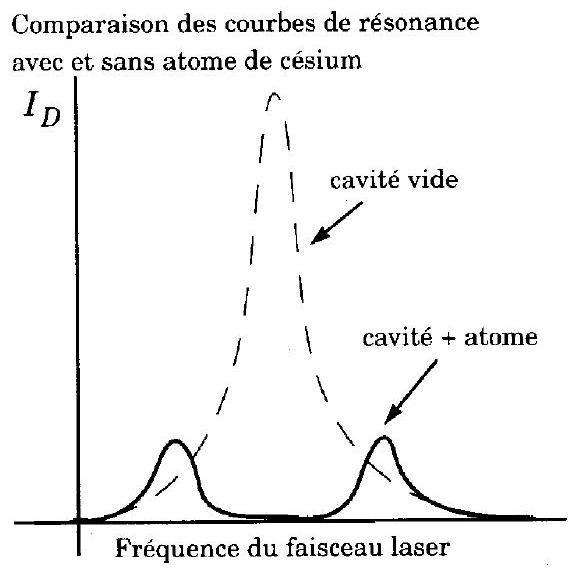 Comparaison des courbes de résonance
avec et sans atome de césium
I_D
cavité vide
cavité + atome
Fréquence du faisceau laser